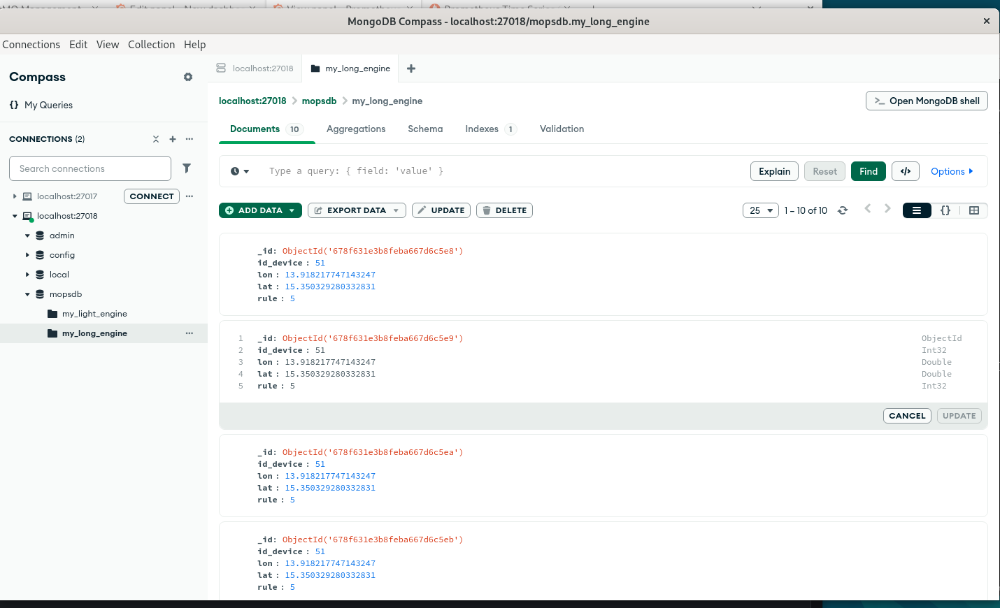 MongoDB Compass - localhost:27018/mopsdb.my_long_engine
Connections Edit View Collection Help
Compass
My Queries
CONNECTIONS (2)
Search connections
localhost:27017 CONNECT
localhost:27018
admin
config
local
mopsdb
my_light_engine
my_long_engine
localhost:27018 my_long_engine
localhost:27018 mopsdb my_long_engine
>_ Open MongoDB shell
Documents 10 Aggregations Schema Indexes 1 Validation
Type a query: { field: 'value' }
Explain Reset Find </> Options
ADD DATA EXPORT DATA UPDATE DELETE
25 1 – 10 of 10 {}
_id: ObjectId('678f631e3b8feba667d6c5e8')
id_device : 51
lon : 13.918217747143247
lat : 15.350329280332831
rule : 5
1 _id: ObjectId('678f631e3b8feba667d6c5e9') ObjectId
2 id_device : 51 Int32
3 lon : 13.918217747143247 Double
4 lat : 15.350329280332831 Double
5 rule : 5 Int32
CANCEL UPDATE
_id: ObjectId('678f631e3b8feba667d6c5ea')
id_device : 51
lon : 13.918217747143247
lat : 15.350329280332831
rule : 5
_id: ObjectId('678f631e3b8feba667d6c5eb')
id_device : 51
lon : 13.918217747143247
lat : 15.350329280332831
rule : 5